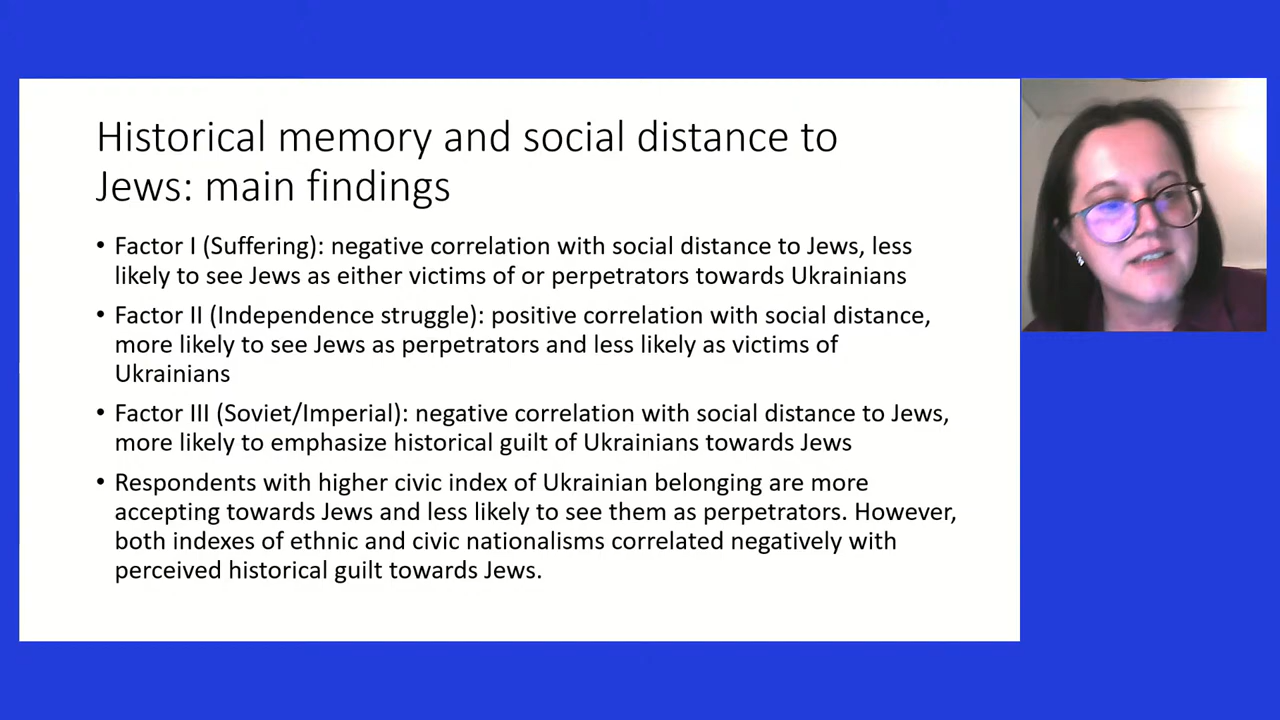 Historical memory and social distance to
Jews: main findings
• Factor I (Suffering): negative correlation with social distance to Jews, less
likely to see Jews as either victims of or perpetrators towards Ukrainians
• Factor II (Independence struggle): positive correlation with social distance,
more likely to see Jews as perpetrators and less likely as victims of
Ukrainians
• Factor III (Soviet/Imperial): negative correlation with social distance to Jews,
more likely to emphasize historical guilt of Ukrainians towards Jews
• Respondents with higher civic index of Ukrainian belonging are more
accepting towards Jews and less likely to see them as perpetrators. However,
both indexes of ethnic and civic nationalisms correlated negatively with
perceived historical guilt towards Jews.